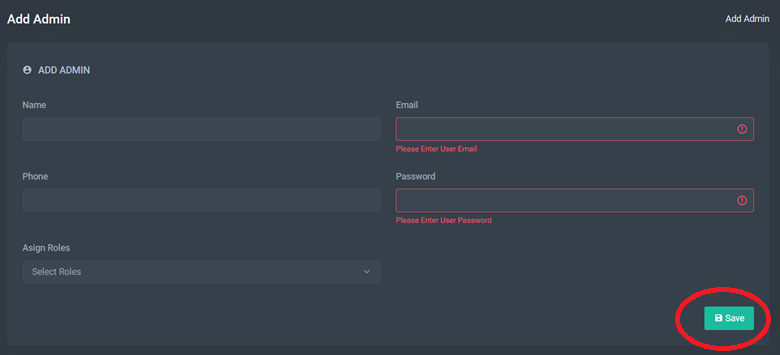 Add Admin
Add Admin
ADD ADMIN
Name
Email
Please Enter User Email
Phone
Password
Please Enter User Password
Asign Roles
Select Roles
Save